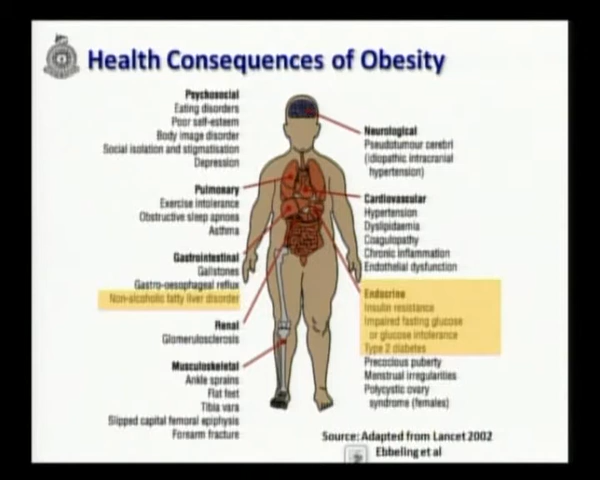 Health Consequences of Obesity
Psychosocial
Eating disorders
Poor self-esteem
Body image disorder
Social isolation and stigmatisation
Depression
Pulmonary
Exercise intolerance
Obstructive sleep apnoea
Asthma
Gastrointestinal
Gallstones
Gastro-oesophageal reflux
Non-alcoholic fatty liver disorder
Renal
Glomerulosclerosis
Musculoskeletal
Ankle sprains
Flat feet
Tibia vara
Slipped capital femoral epiphysis
Forearm fracture
Neurological
Pseudotumour cerebri
(idiopathic intracranial
hypertension)
Cardiovascular
Hypertension
Dyslipidaemia
Coagulopathy
Chronic inflammation
Endothelial dysfunction
Endocrine
Insulin resistance
Impaired fasting glucose
or glucose intolerance
Type 2 diabetes
Precocious puberty
Menstrual irregularities
Polycystic ovary
syndrome (females)
Source: Adapted from Lancet 2002
Ebbeling et al